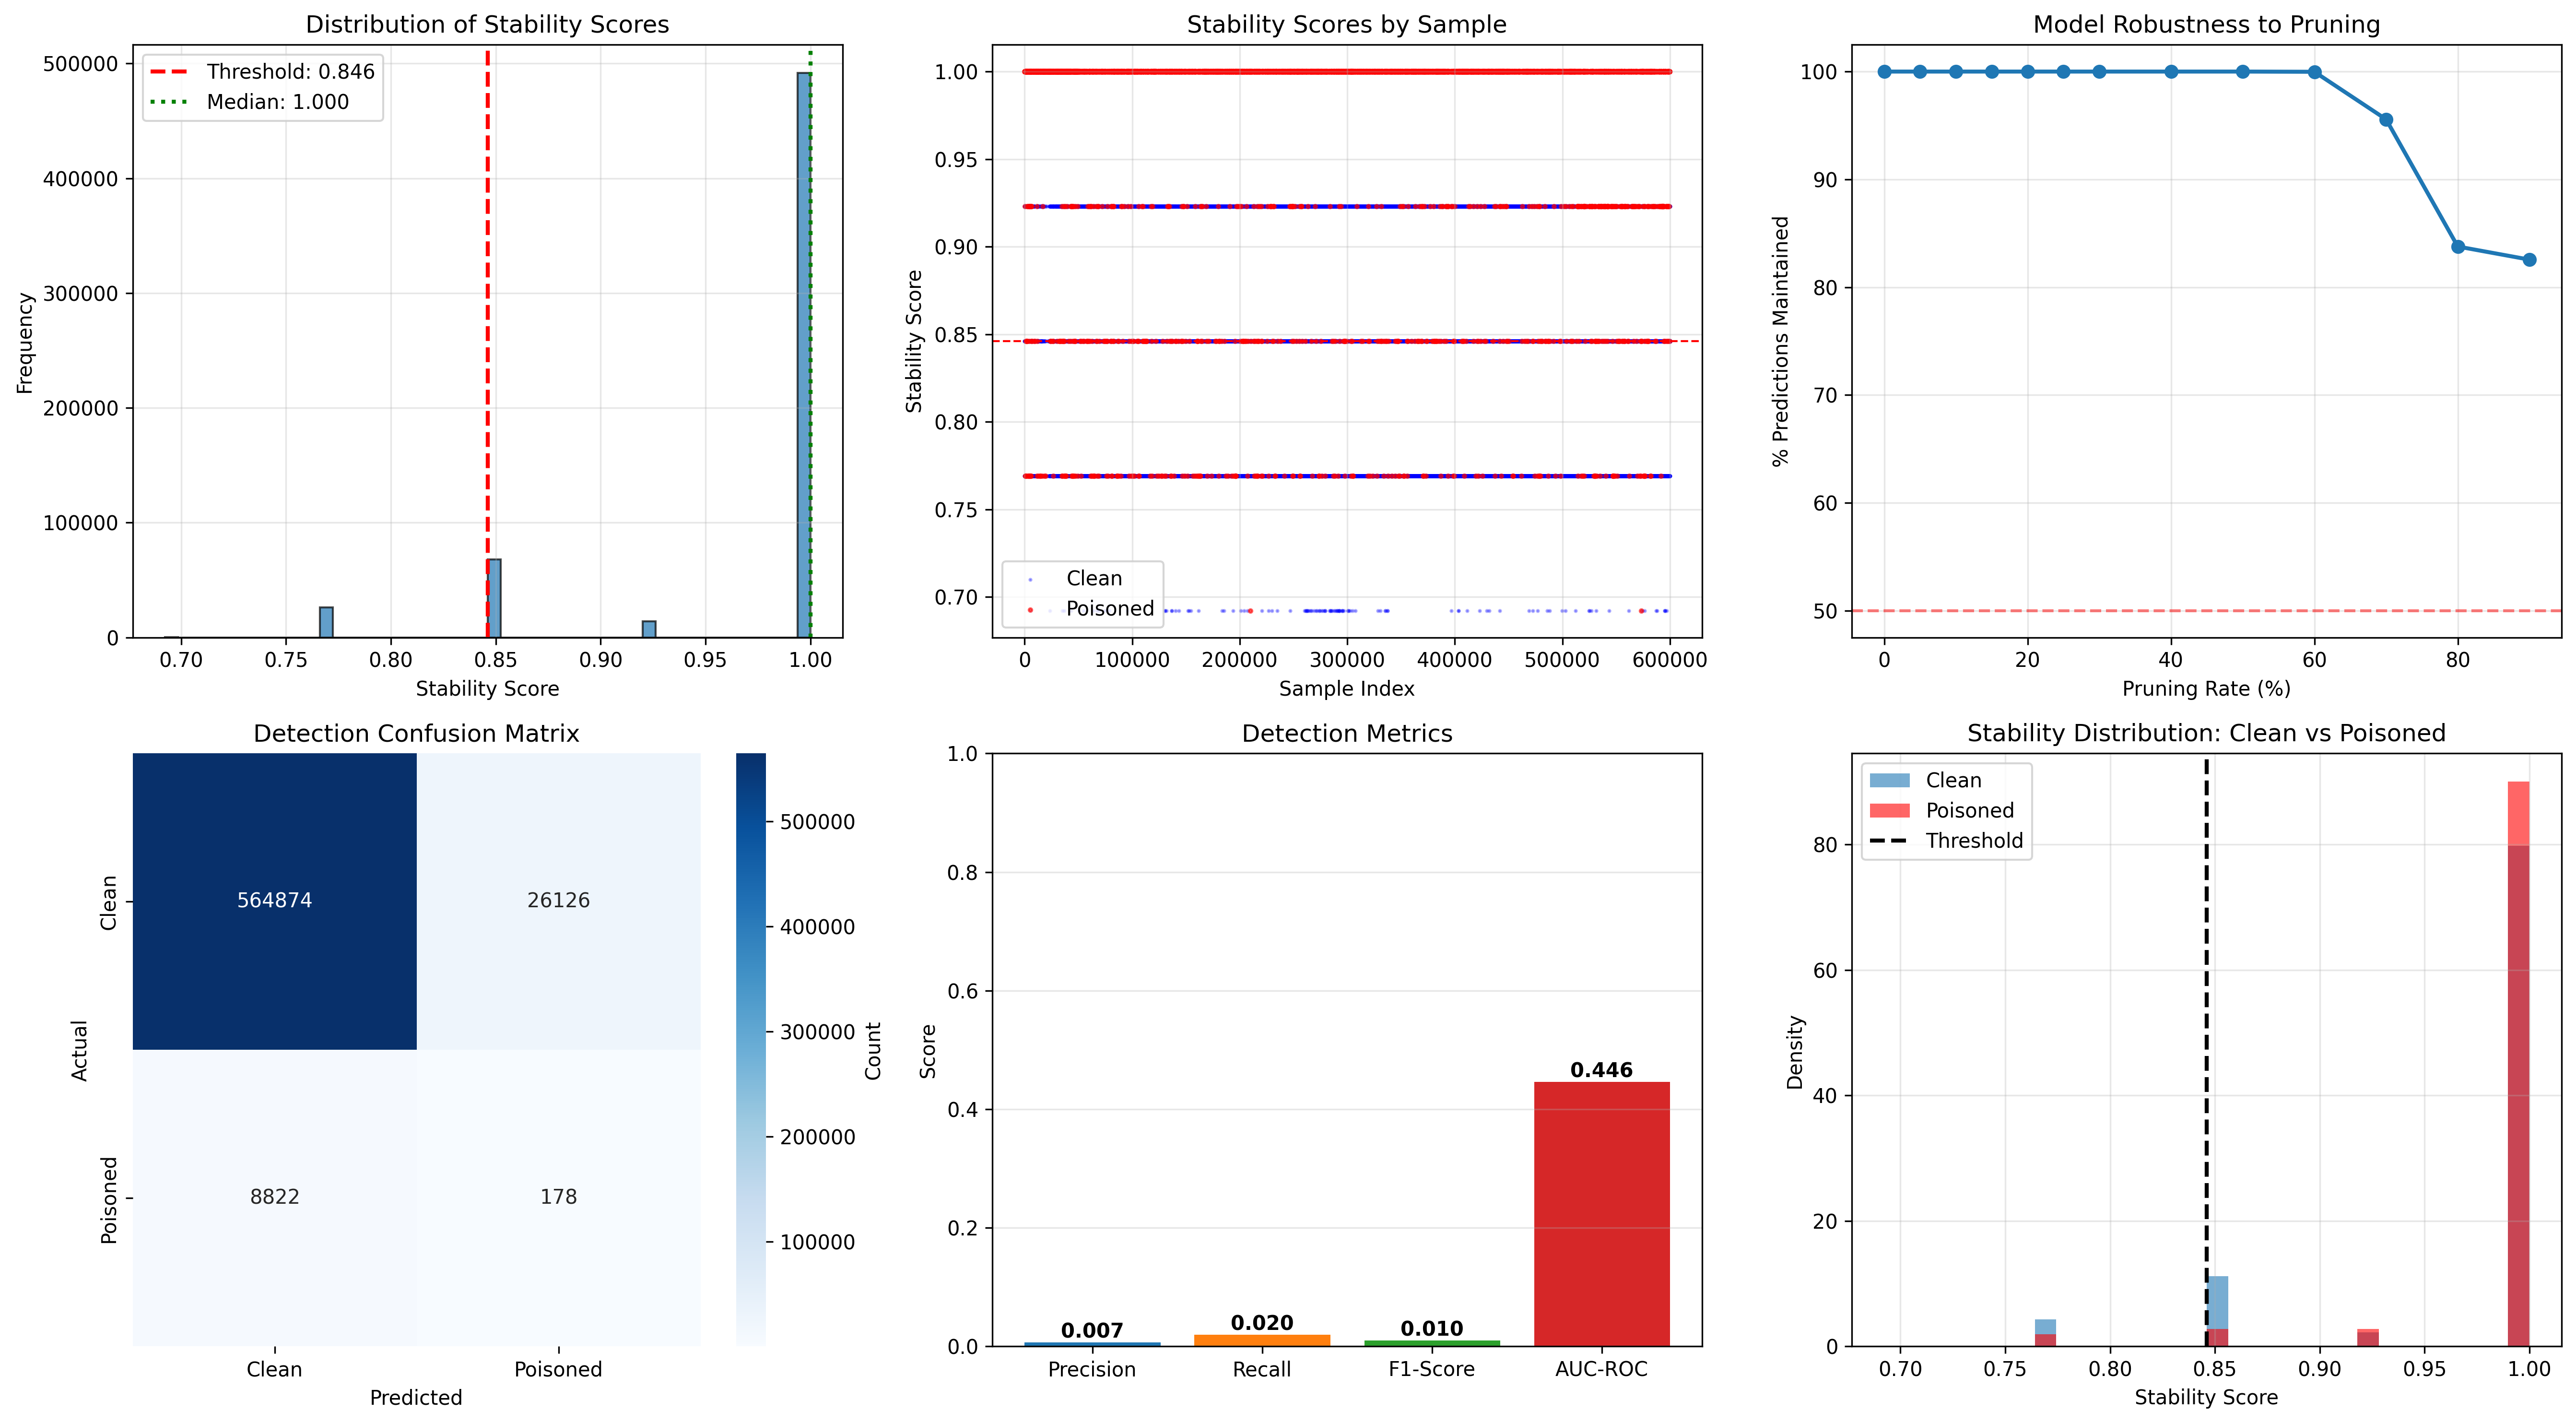 Distribution of Stability Scores
Threshold: 0.846
Median: 1.000
Frequency
500000
400000
300000
200000
100000
0
0.70 0.75 0.80 0.85 0.90 0.95 1.00
Stability Score
Stability Scores by Sample
Stability Score
1.00
0.95
0.90
0.85
0.80
0.75
0.70
Clean
Poisoned
0 100000 200000 300000 400000 500000 600000
Sample Index
Model Robustness to Pruning
% Predictions Maintained
100
90
80
70
60
50
0 20 40 60 80
Pruning Rate (%)
Detection Confusion Matrix
Actual
Clean
Poisoned
564874 26126
8822 178
Clean Poisoned
Predicted
500000
400000
300000
200000
100000
Count
Detection Metrics
Score
1.0
0.8
0.6
0.4
0.2
0.0
0.007 0.020 0.010 0.446
Precision Recall F1-Score AUC-ROC
Stability Distribution: Clean vs Poisoned
Clean
Poisoned
Threshold
Density
80
60
40
20
0
0.70 0.75 0.80 0.85 0.90 0.95 1.00
Stability Score